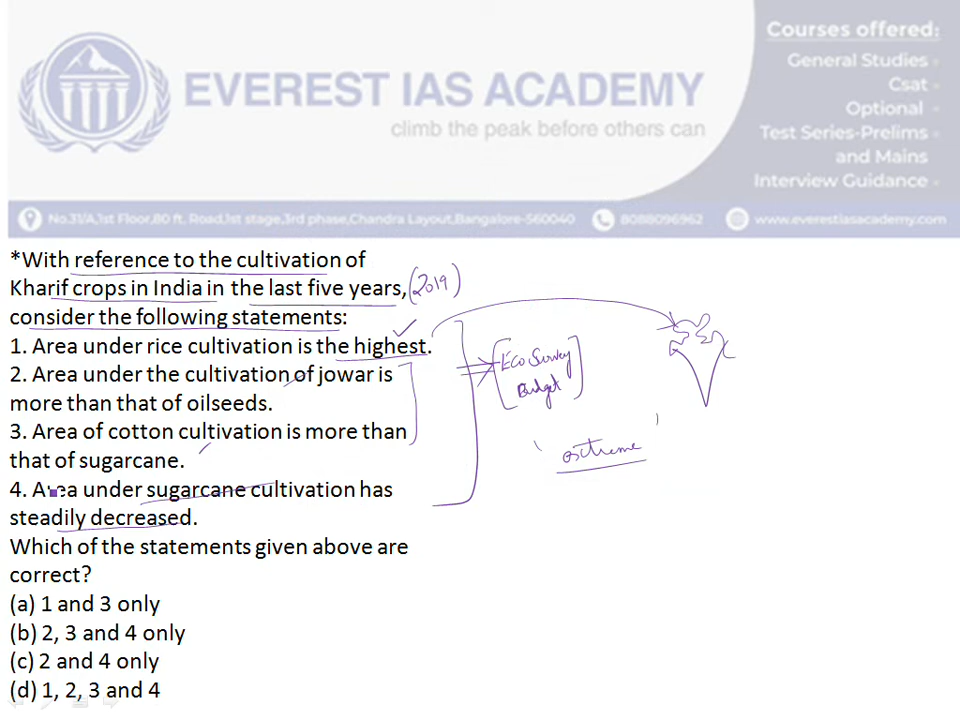 Courses offered:
General Studies
Csat
Optional
Test Series-Prelims
and Mains
Interview Guidance
EVEREST IAS ACADEMY
climb the peak before others can
No.31/A,1st Floor,80 ft. Road,1st stage,3rd phase,Chandra Layout,Bangalore-560040
8088096962
www.everestiasacademy.com
*With reference to the cultivation of
Kharif crops in India in the last five years, (2019)
consider the following statements:
1. Area under rice cultivation is the highest.
2. Area under the cultivation of jowar is
more than that of oilseeds.
3. Area of cotton cultivation is more than
that of sugarcane.
4. Area under sugarcane cultivation has
steadily decreased.
Which of the statements given above are
correct?
(a) 1 and 3 only
(b) 2, 3 and 4 only
(c) 2 and 4 only
(d) 1, 2, 3 and 4
Eco Survey
Budget
extreme